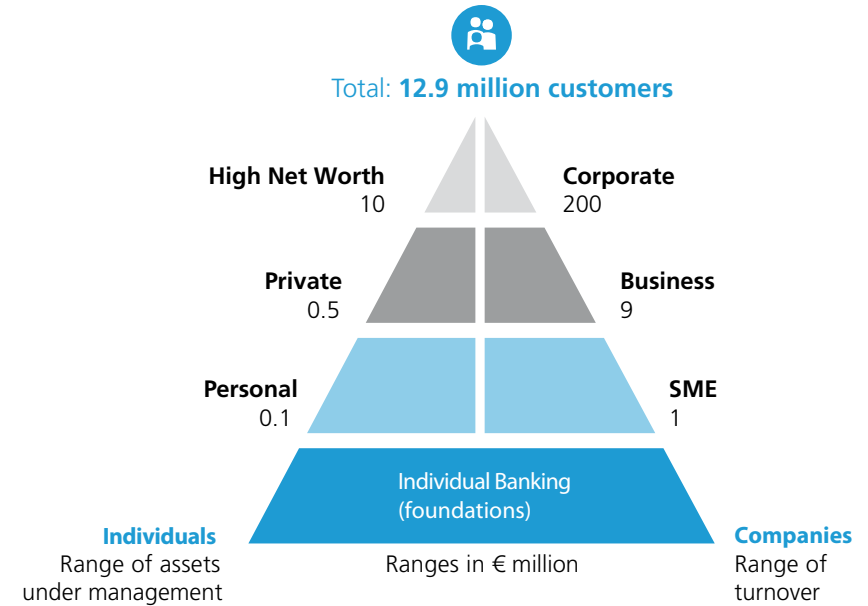 Total: 12.9 million customers
High Net Worth
10
Corporate
200
Private
0.5
Business
9
Personal
0.1
SME
1
Individual Banking
(foundations)
Individuals
Range of assets
under management
Ranges in € million
Companies
Range of
turnover